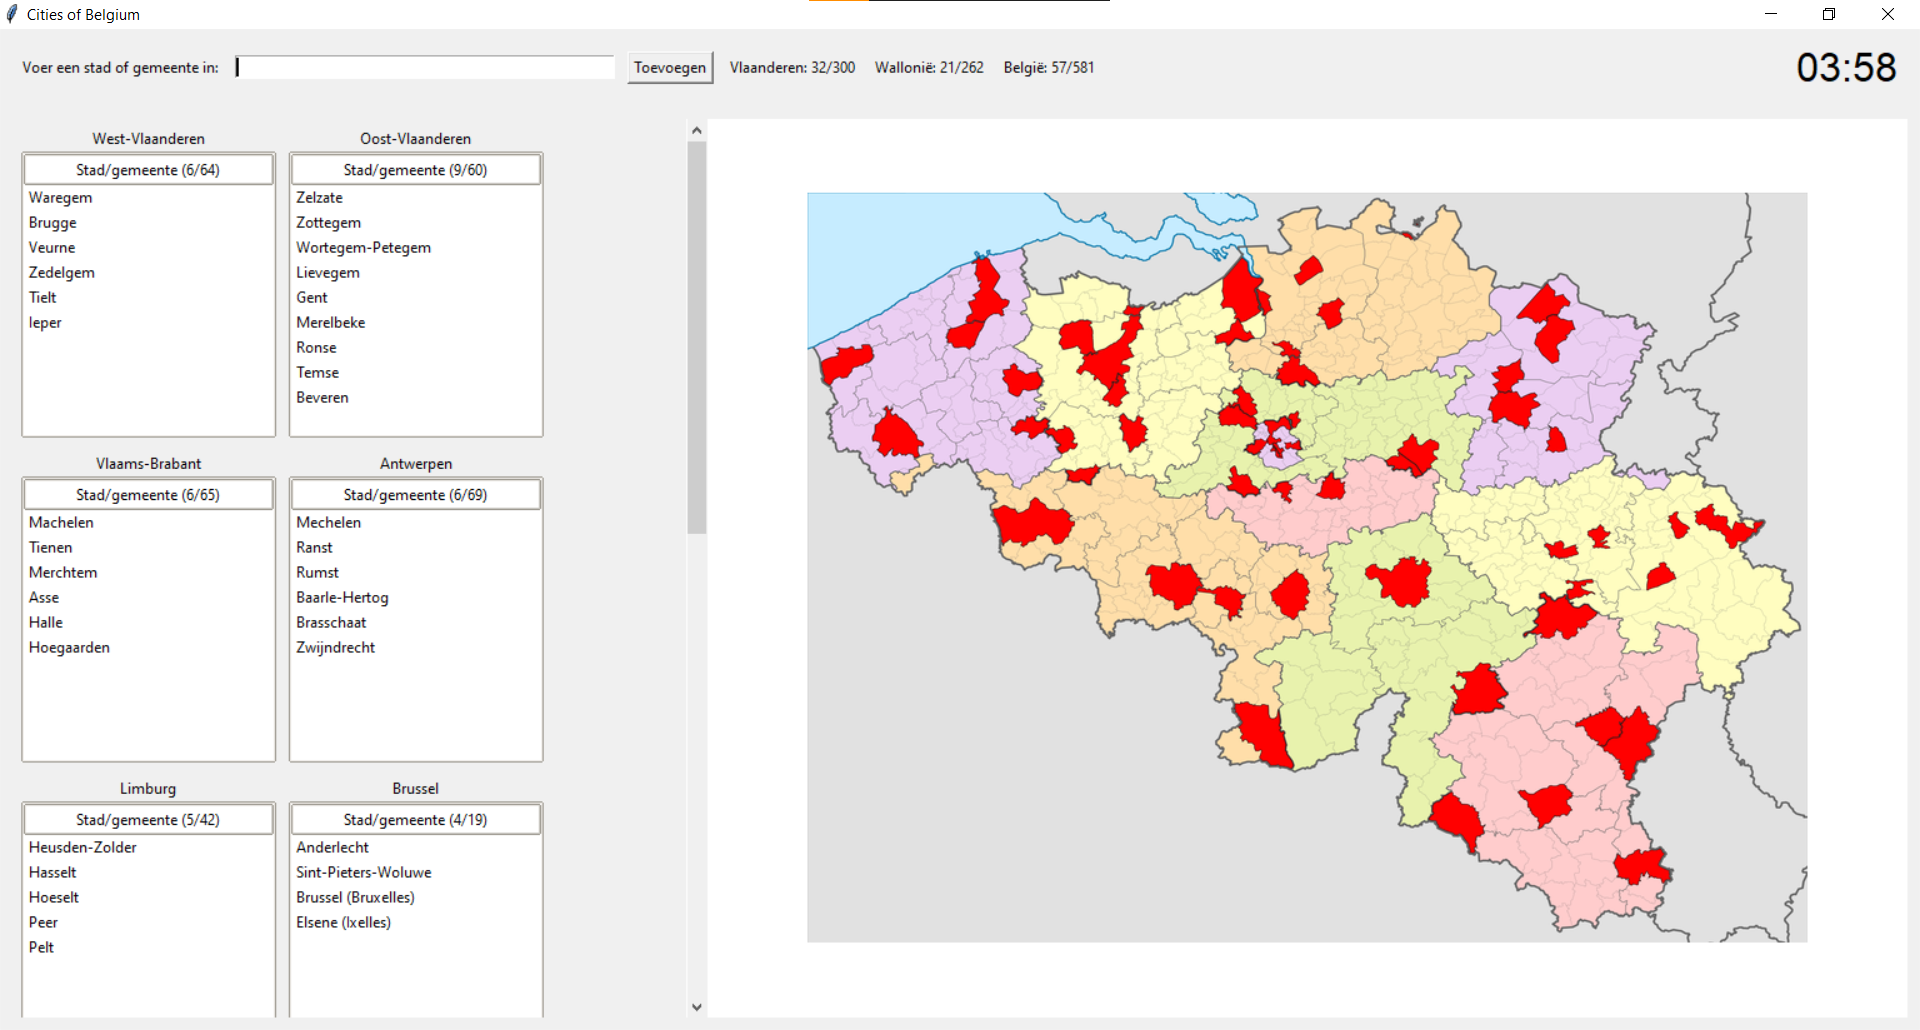 Cities of Belgium
Voer een stad of gemeente in:
Toevoegen
Vlaanderen: 32/300
Wallonië: 21/262
België: 57/581
03:58
West-Vlaanderen
Stad/gemeente (6/64)
Waregem
Brugge
Veurne
Zedelgem
Tielt
Ieper
Oost-Vlaanderen
Stad/gemeente (9/60)
Zelzate
Zottegem
Wortegem-Petegem
Lievegem
Gent
Merelbeke
Ronse
Temse
Beveren
Vlaams-Brabant
Stad/gemeente (6/65)
Machelen
Tienen
Merchtem
Asse
Halle
Hoegaarden
Antwerpen
Stad/gemeente (6/69)
Mechelen
Ranst
Rumst
Baarle-Hertog
Brasschaat
Zwijndrecht
Limburg
Stad/gemeente (5/42)
Heusden-Zolder
Hasselt
Hoeselt
Peer
Pelt
Brussel
Stad/gemeente (4/19)
Anderlecht
Sint-Pieters-Woluwe
Brussel (Bruxelles)
Elsene (Ixelles)